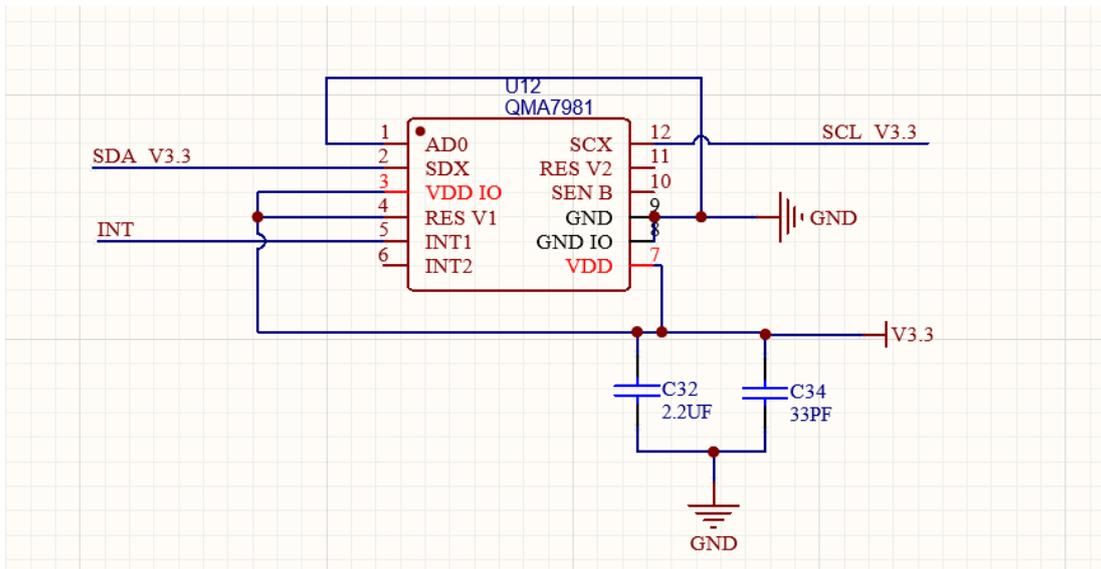 U12
QMA7981
1
AD0
SCX
12
SCL V3.3
SDA V3.3
2
SDX
RES V2
11
3
VDD IO
SEN B
10
4
RES V1
GND
9
GND
INT
5
INT1
GND IO
8
6
INT2
VDD
7
V3.3
C32
2.2UF
C34
33PF
GND